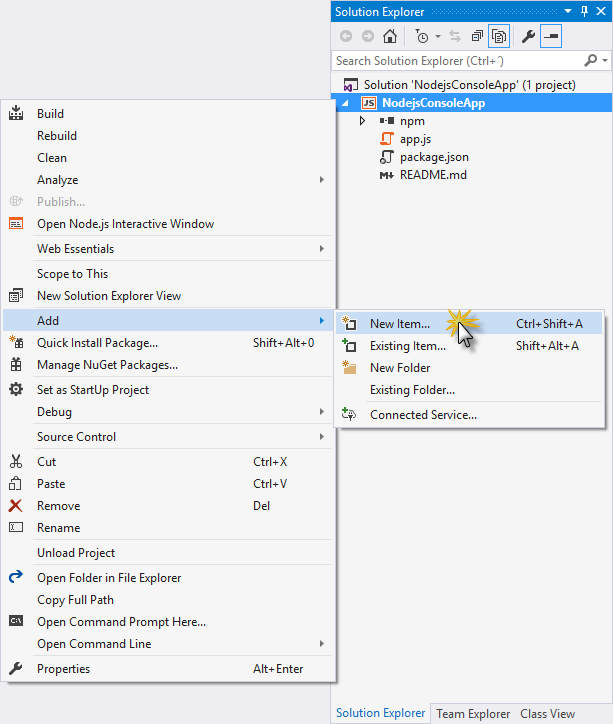 Solution Explorer
Search Solution Explorer (Ctrl+´)
Solution 'NodejsConsoleApp' (1 project)
JS NodejsConsoleApp
npm
app.js
package.json
README.md
Build
Rebuild
Clean
Analyze
Publish...
Open Node.js Interactive Window
Web Essentials
Scope to This
New Solution Explorer View
Add
Quick Install Package... Shift+Alt+0
Manage NuGet Packages...
Set as StartUp Project
Debug
Source Control
Cut Ctrl+X
Paste Ctrl+V
Remove Del
Rename
Unload Project
Open Folder in File Explorer
Copy Full Path
Open Command Prompt Here...
Open Command Line
Properties Alt+Enter
New Item... Ctrl+Shift+A
Existing Item... Shift+Alt+A
New Folder
Existing Folder...
Connected Service...
Solution Explorer Team Explorer Class View